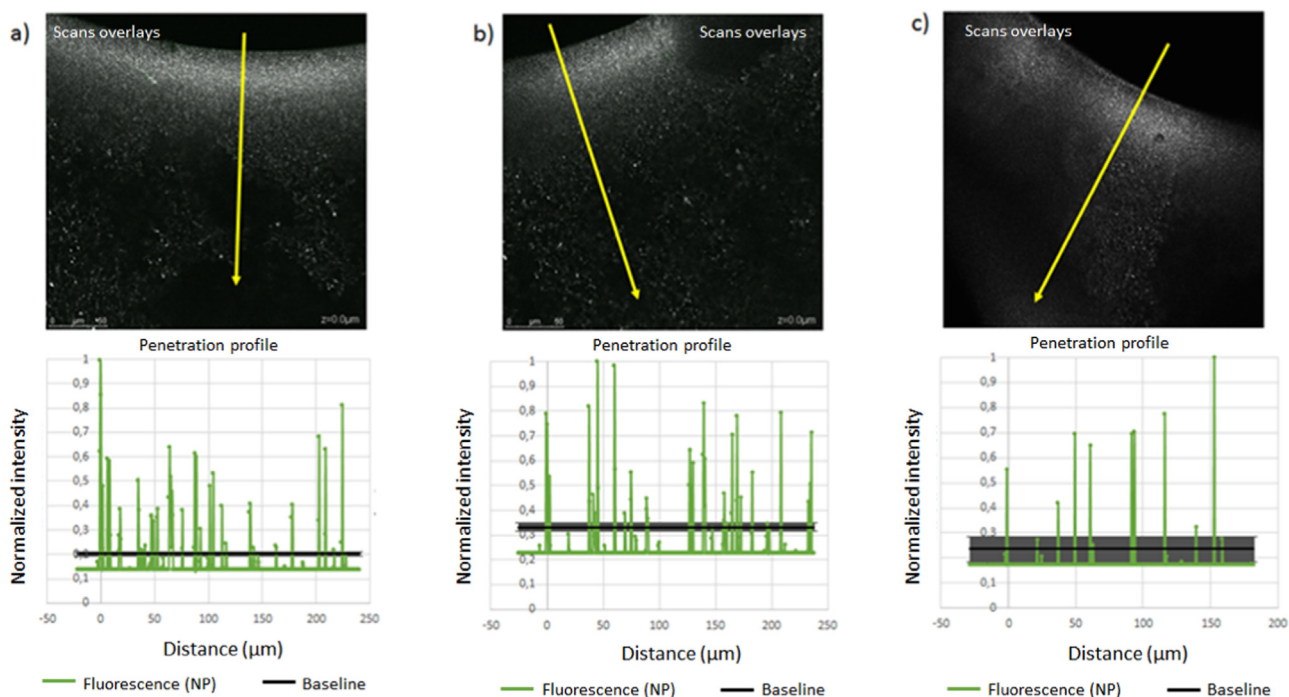 a)
Scans overlays
0 µm 50
z=0.0µm
Penetration profile
Normalized intensity
1
0,9
0,8
0,7
0,6
0,5
0,4
0,3
0,2
0,1
0
-50
0
50
100
150
200
250
Distance (µm)
Fluorescence (NP)
Baseline
b)
Scans overlays
0 µm 50
z=0.0µm
Penetration profile
Normalized intensity
1
0,9
0,8
0,7
0,6
0,5
0,4
0,3
0,2
0,1
0
-50
0
50
100
150
200
250
Distance (µm)
Fluorescence (NP)
Baseline
c)
Scans overlays
Penetration profile
Normalized intensity
1
0,9
0,8
0,7
0,6
0,5
0,4
0,3
0,1
0
-50
0
50
100
150
200
Distance (µm)
Fluorescence (NP)
Baseline